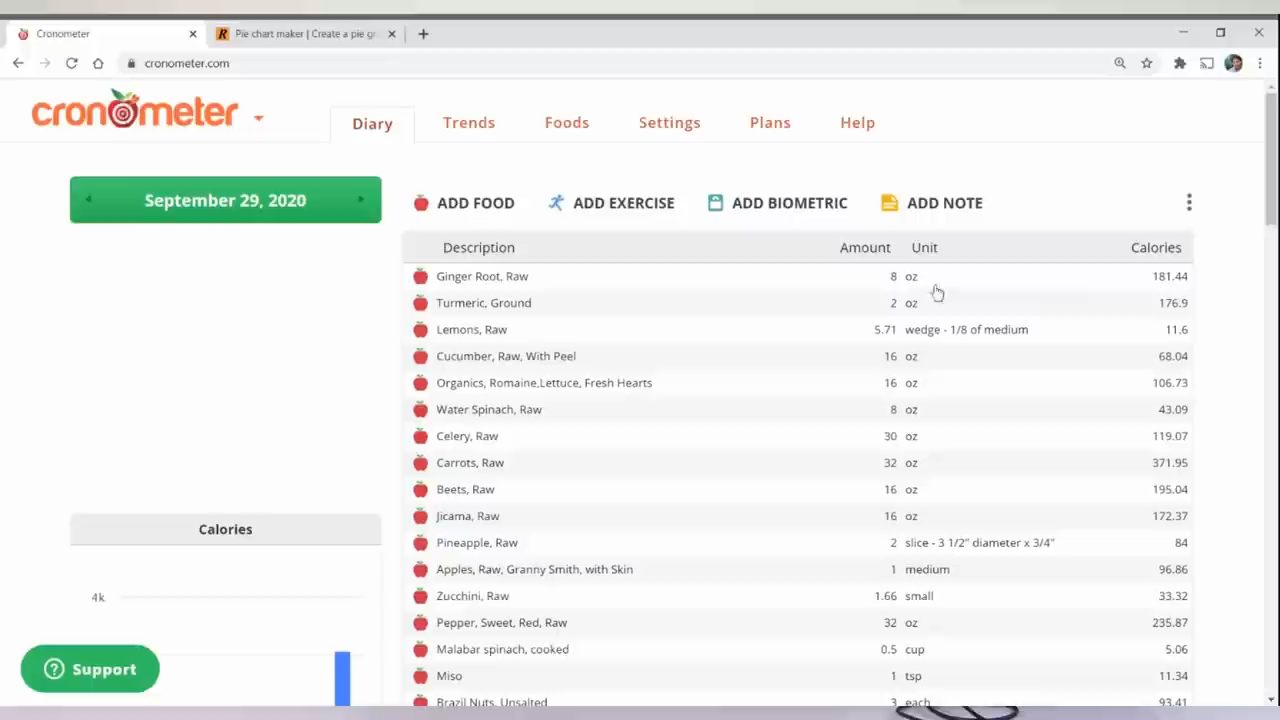 Cronometer
Pie chart maker | Create a pie gr
cronometer.com
cronometer
Diary
Trends
Foods
Settings
Plans
Help
September 29, 2020
ADD FOOD
ADD EXERCISE
ADD BIOMETRIC
ADD NOTE
Description Amount Unit Calories
Ginger Root, Raw 8 oz 181.44
Turmeric, Ground 2 oz 176.9
Lemons, Raw 5.71 wedge - 1/8 of medium 11.6
Cucumber, Raw, With Peel 16 oz 68.04
Organics, Romaine,Lettuce, Fresh Hearts 16 oz 106.73
Water Spinach, Raw 8 oz 43.09
Celery, Raw 30 oz 119.07
Carrots, Raw 32 oz 371.95
Beets, Raw 16 oz 195.04
Jicama, Raw 16 oz 172.37
Pineapple, Raw 2 slice - 3 1/2" diameter x 3/4" 84
Apples, Raw, Granny Smith, with Skin 1 medium 96.86
Zucchini, Raw 1.66 small 33.32
Pepper, Sweet, Red, Raw 32 oz 235.87
Malabar spinach, cooked 0.5 cup 5.06
Miso 1 tsp 11.34
Brazil Nuts, Unsalted 3 each 93.41
Calories
4k
Support